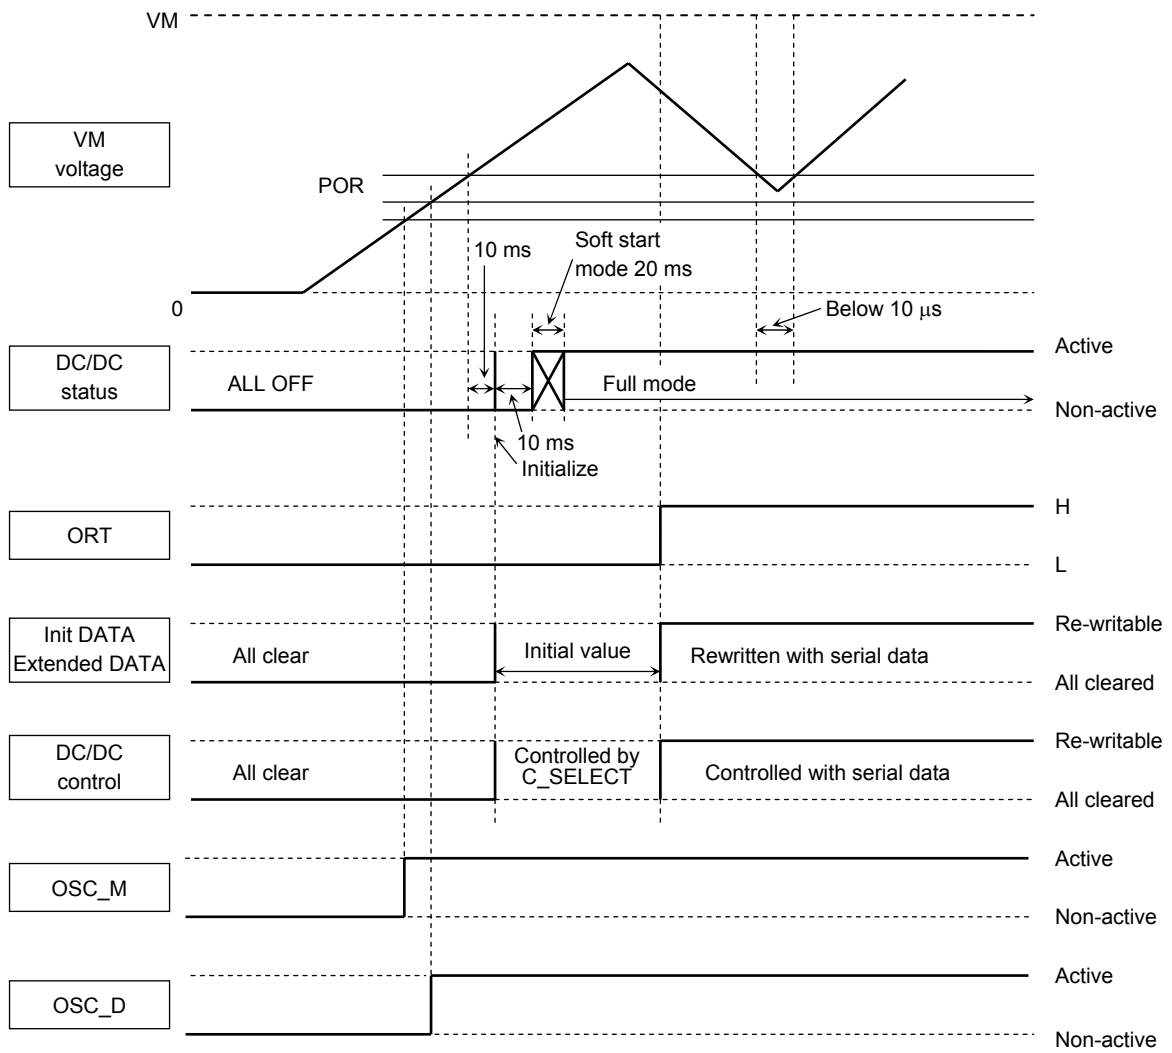 VM
VM
voltage
POR
0
10 ms
Soft start
mode 20 ms
Below 10 μs
DC/DC
status
ALL OFF
Full mode
Active
Non-active
10 ms
Initialize
ORT
H
L
Init DATA
Extended DATA
All clear
Initial value
Rewritten with serial data
Re-writable
All cleared
DC/DC
control
All clear
Controlled by
C_SELECT
Controlled with serial data
Re-writable
All cleared
OSC_M
Active
Non-active
OSC_D
Active
Non-active